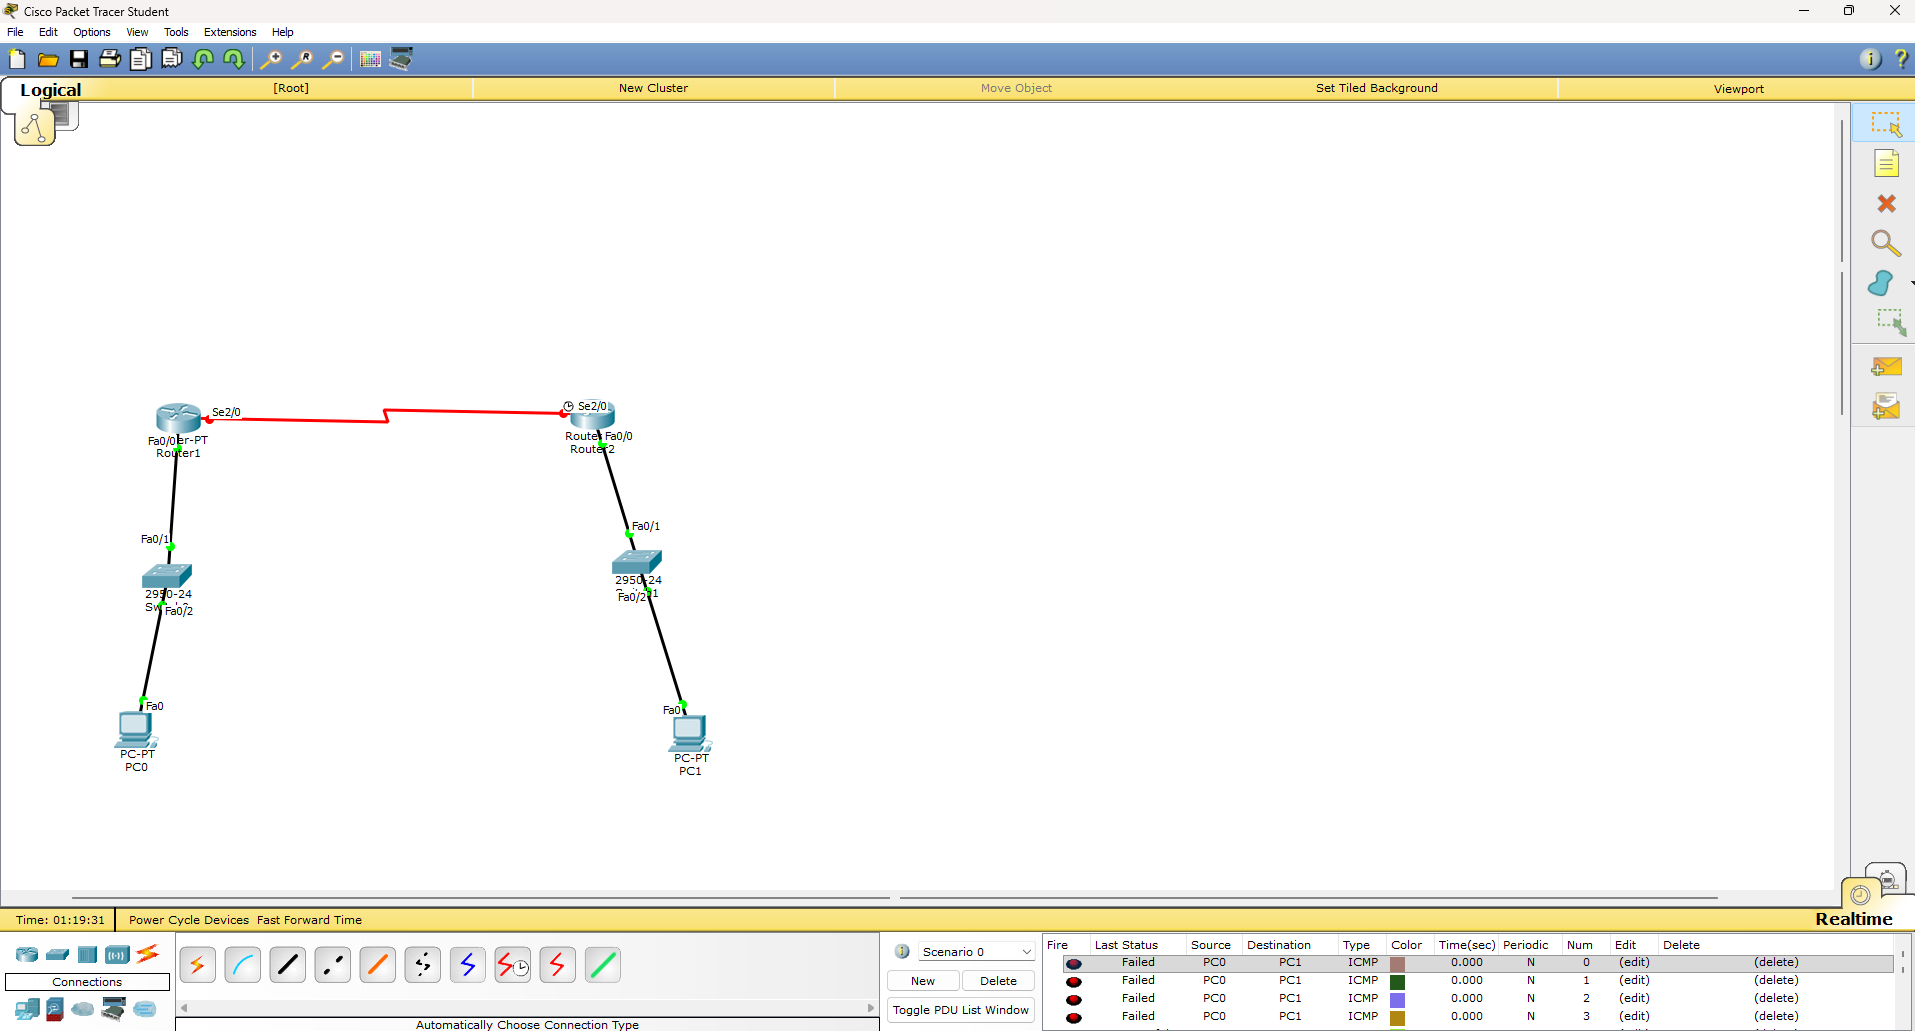 Cisco Packet Tracer Student
File Edit Options View Tools Extensions Help
Logical [Root] New Cluster Move Object Set Tiled Background Viewport
Se2/0
Se2/0
Fa0/0 er-PT
Router1
Fa0/0
Router2
Fa0/1
Fa0/1
2950-24
Fa0/2
2950-24
Fa0/2
Fa0
PC-PT
PC0
Fa0
PC-PT
PC1
Time: 01:19:31 Power Cycle Devices Fast Forward Time
Realtime
Connections
Automatically Choose Connection Type
Scenario 0
New Delete
Toggle PDU List Window
Fire Last Status Source Destination Type Color Time(sec) Periodic Num Edit Delete
Failed PC0 PC1 ICMP 0.000 N 0 (edit) (delete)
Failed PC0 PC1 ICMP 0.000 N 1 (edit) (delete)
Failed PC0 PC1 ICMP 0.000 N 2 (edit) (delete)
Failed PC0 PC1 ICMP 0.000 N 3 (edit) (delete)